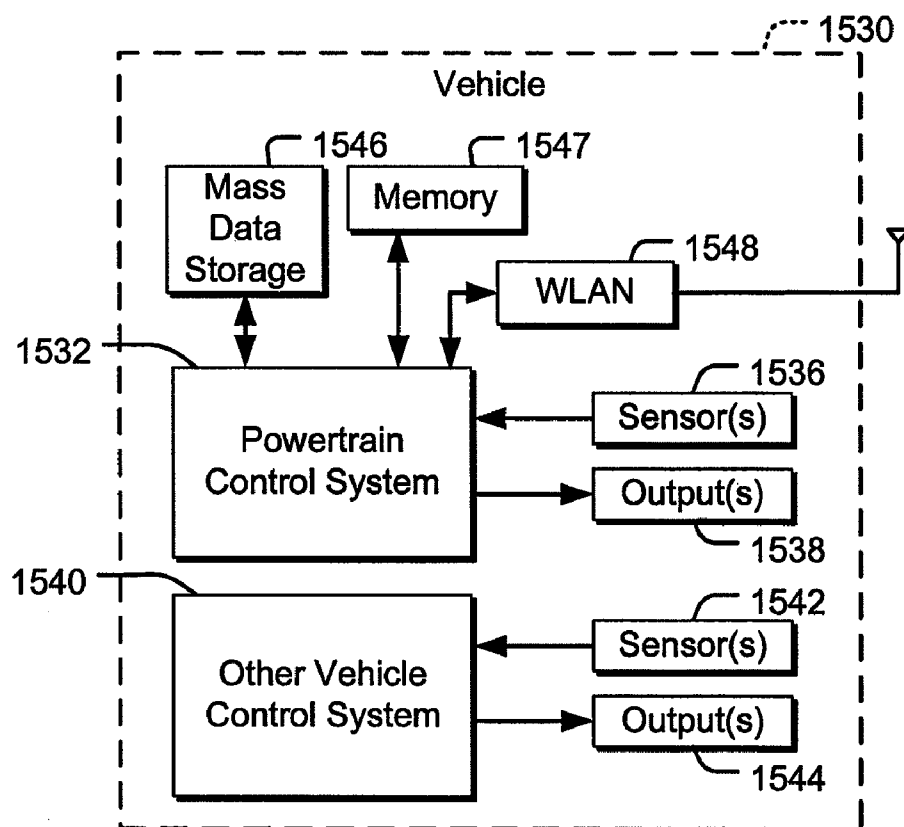 1530
Vehicle
1546
1547
Mass
Data
Storage
Memory
1548
WLAN
1532
1536
Sensor(s)
Powertrain
Control System
Output(s)
1538
1540
1542
Sensor(s)
Other Vehicle
Control System
Output(s)
1544